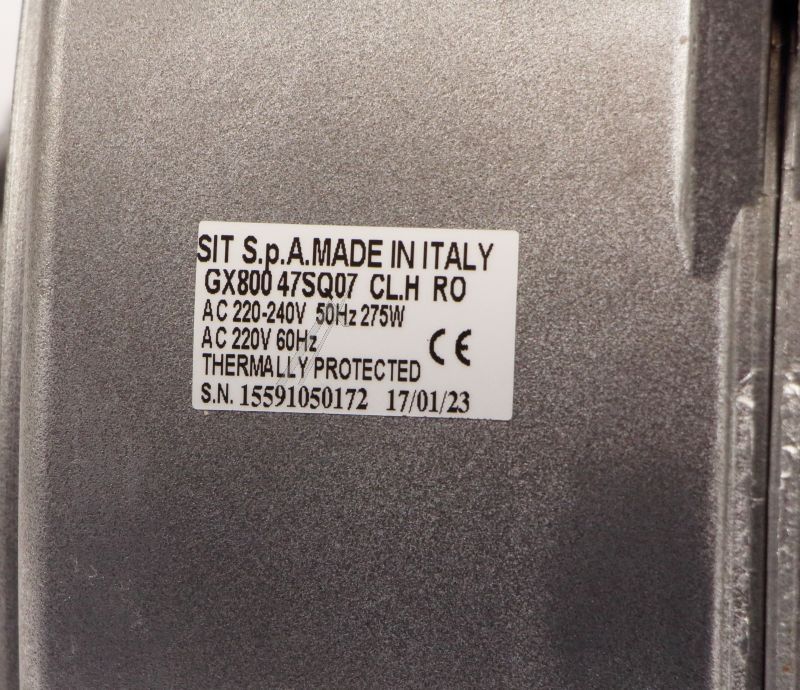 SIT S.p.A.MADE IN ITALY
GX800 47SQ07 CL.H RO
AC 220-240V 50Hz 275W
AC 220V 60Hz
CE
THERMALLY PROTECTED
S.N. 15591050172 17/01/23